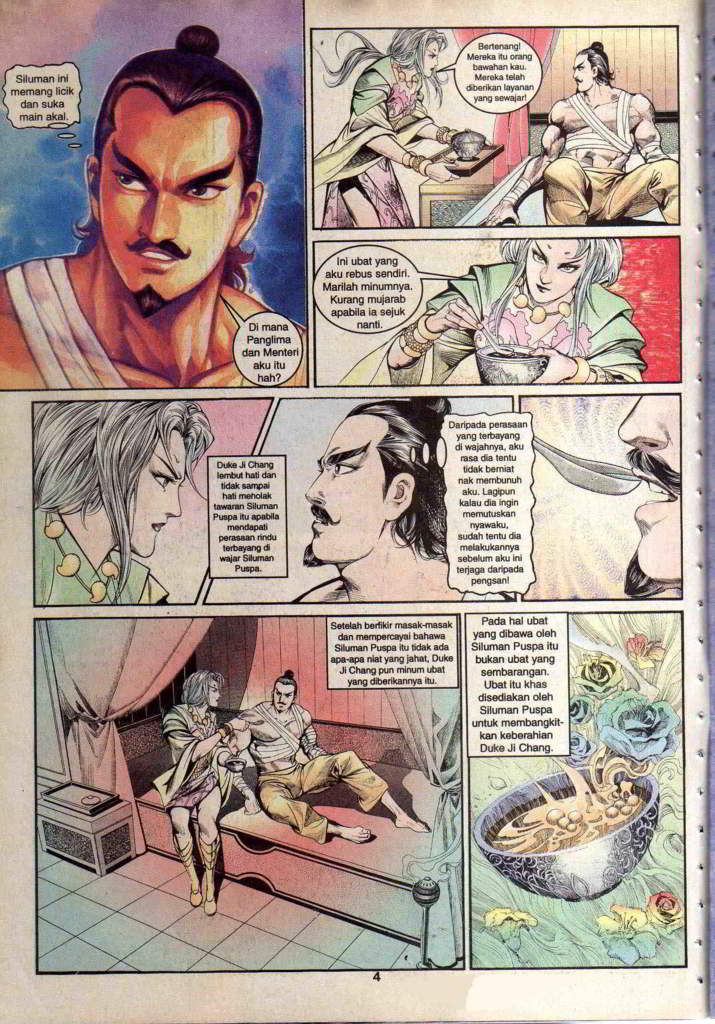 Siluman ini
memang licik
dan suka
main akal.
Di mana
Panglima
dan Menteri
aku itu
hah?
Bertenang!
Mereka itu orang
bawahan kau.
Mereka telah
diberikan layanan
yang sewajar!
Ini ubat yang
aku rebus sendiri.
Marilah minumnya.
Kurang mujarab
apabila ia sejuk
nanti.
Duke Ji Chang
lembut hati dan
tidak sampai
hati menolak
tawaran Siluman
Puspa itu apabila
mendapati
perasaan rindu
terbayang di
wajar Siluman
Puspa.
Daripada perasaan
yang terbayang
di wajahnya, aku
rasa dia tentu
tidak berniat
nak membunuh
aku. Lagipun
kalau dia ingin
memutuskan
nyawaku,
sudah tentu dia
melakukannya
sebelum aku ini
terjaga daripada
pengsan!
Setelah berfikir masak-masak
dan mempercayai bahawa
Siluman Puspa itu tidak ada
apa-apa niat yang jahat, Duke
Ji Chang pun minum ubat
yang diberikannya itu.
Pada hal ubat
yang dibawa oleh
Siluman Puspa itu
bukan ubat yang
sembarangan.
Ubat itu khas
disediakan oleh
Siluman Puspa
untuk membangkit-
kan keberahian
Duke Ji Chang.
4